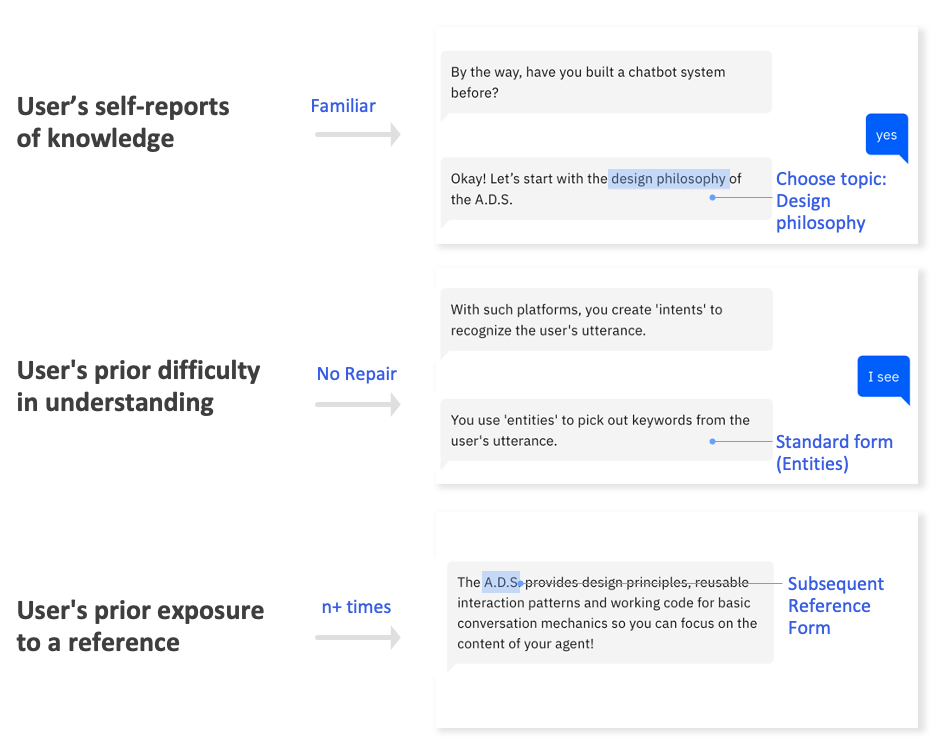 User's self-reports
of knowledge
Familiar
By the way, have you built a chatbot system
before?
yes
Okay! Let's start with the design philosophy of
the A.D.S.
Choose topic:
Design
philosophy
User's prior difficulty
in understanding
No Repair
With such platforms, you create 'intents' to
recognize the user's utterance.
I see
You use 'entities' to pick out keywords from the
user's utterance.
Standard form
(Entities)
User's prior exposure
to a reference
n+ times
The A.D.S. provides design principles, reusable
interaction patterns and working code for basic
conversation mechanics so you can focus on the
content of your agent!
Subsequent
Reference
Form